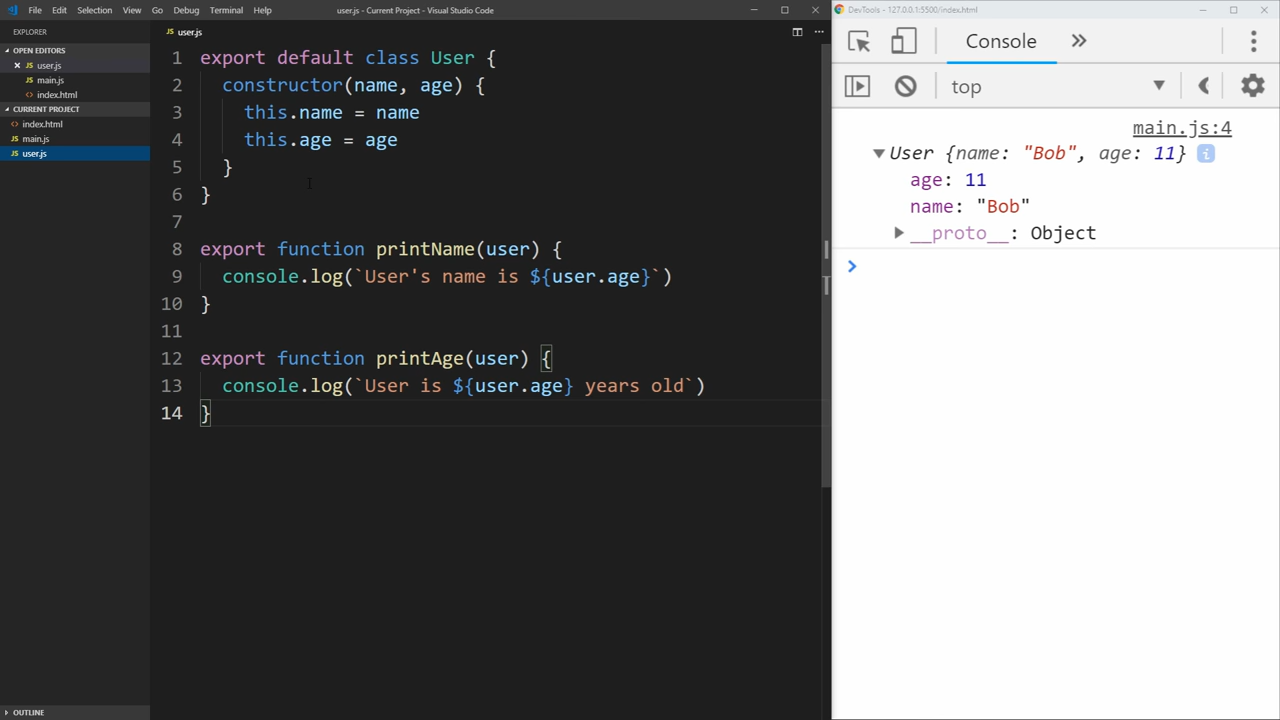 File Edit Selection View Go Debug Terminal Help
user.js - Current Project - Visual Studio Code
EXPLORER
OPEN EDITORS
JS user.js
JS main.js
<> index.html
CURRENT PROJECT
<> index.html
JS main.js
JS user.js
OUTLINE
JS user.js
1 export default class User {
2 constructor(name, age) {
3 this.name = name
4 this.age = age
5 }
6 }
7
8 export function printName(user) {
9 console.log(`User's name is ${user.age}`)
10 }
11
12 export function printAge(user) {
13 console.log(`User is ${user.age} years old`)
14 }
DevTools - 127.0.0.1:5500/index.html
Console
top
main.js:4
User {name: "Bob", age: 11} i
age: 11
name: "Bob"
__proto__: Object